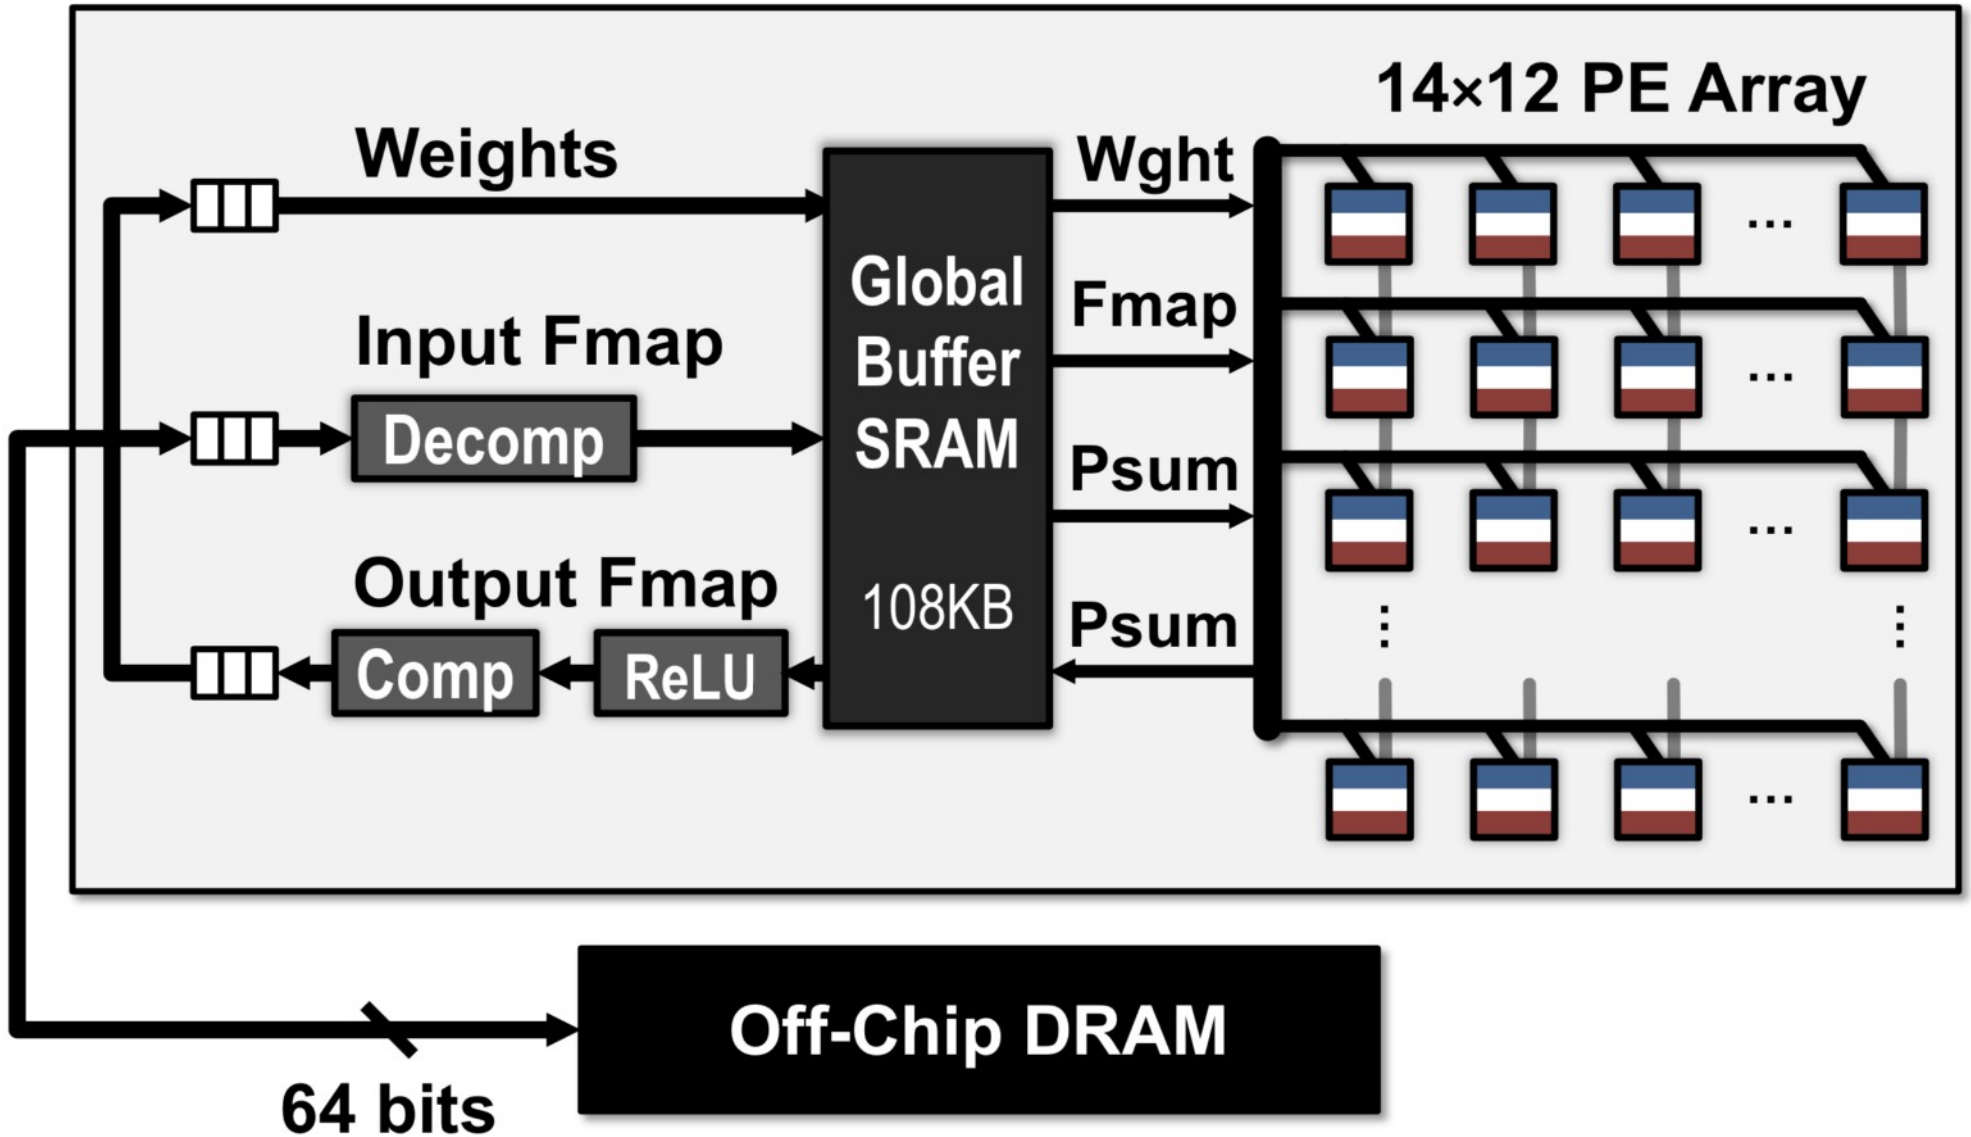 14×12 PE Array
Weights
Wght
Global
Buffer
SRAM
108KB
Input Fmap
Fmap
Decomp
Psum
Output Fmap
Psum
Comp
ReLU
...
...
...
...
Off-Chip DRAM
64 bits